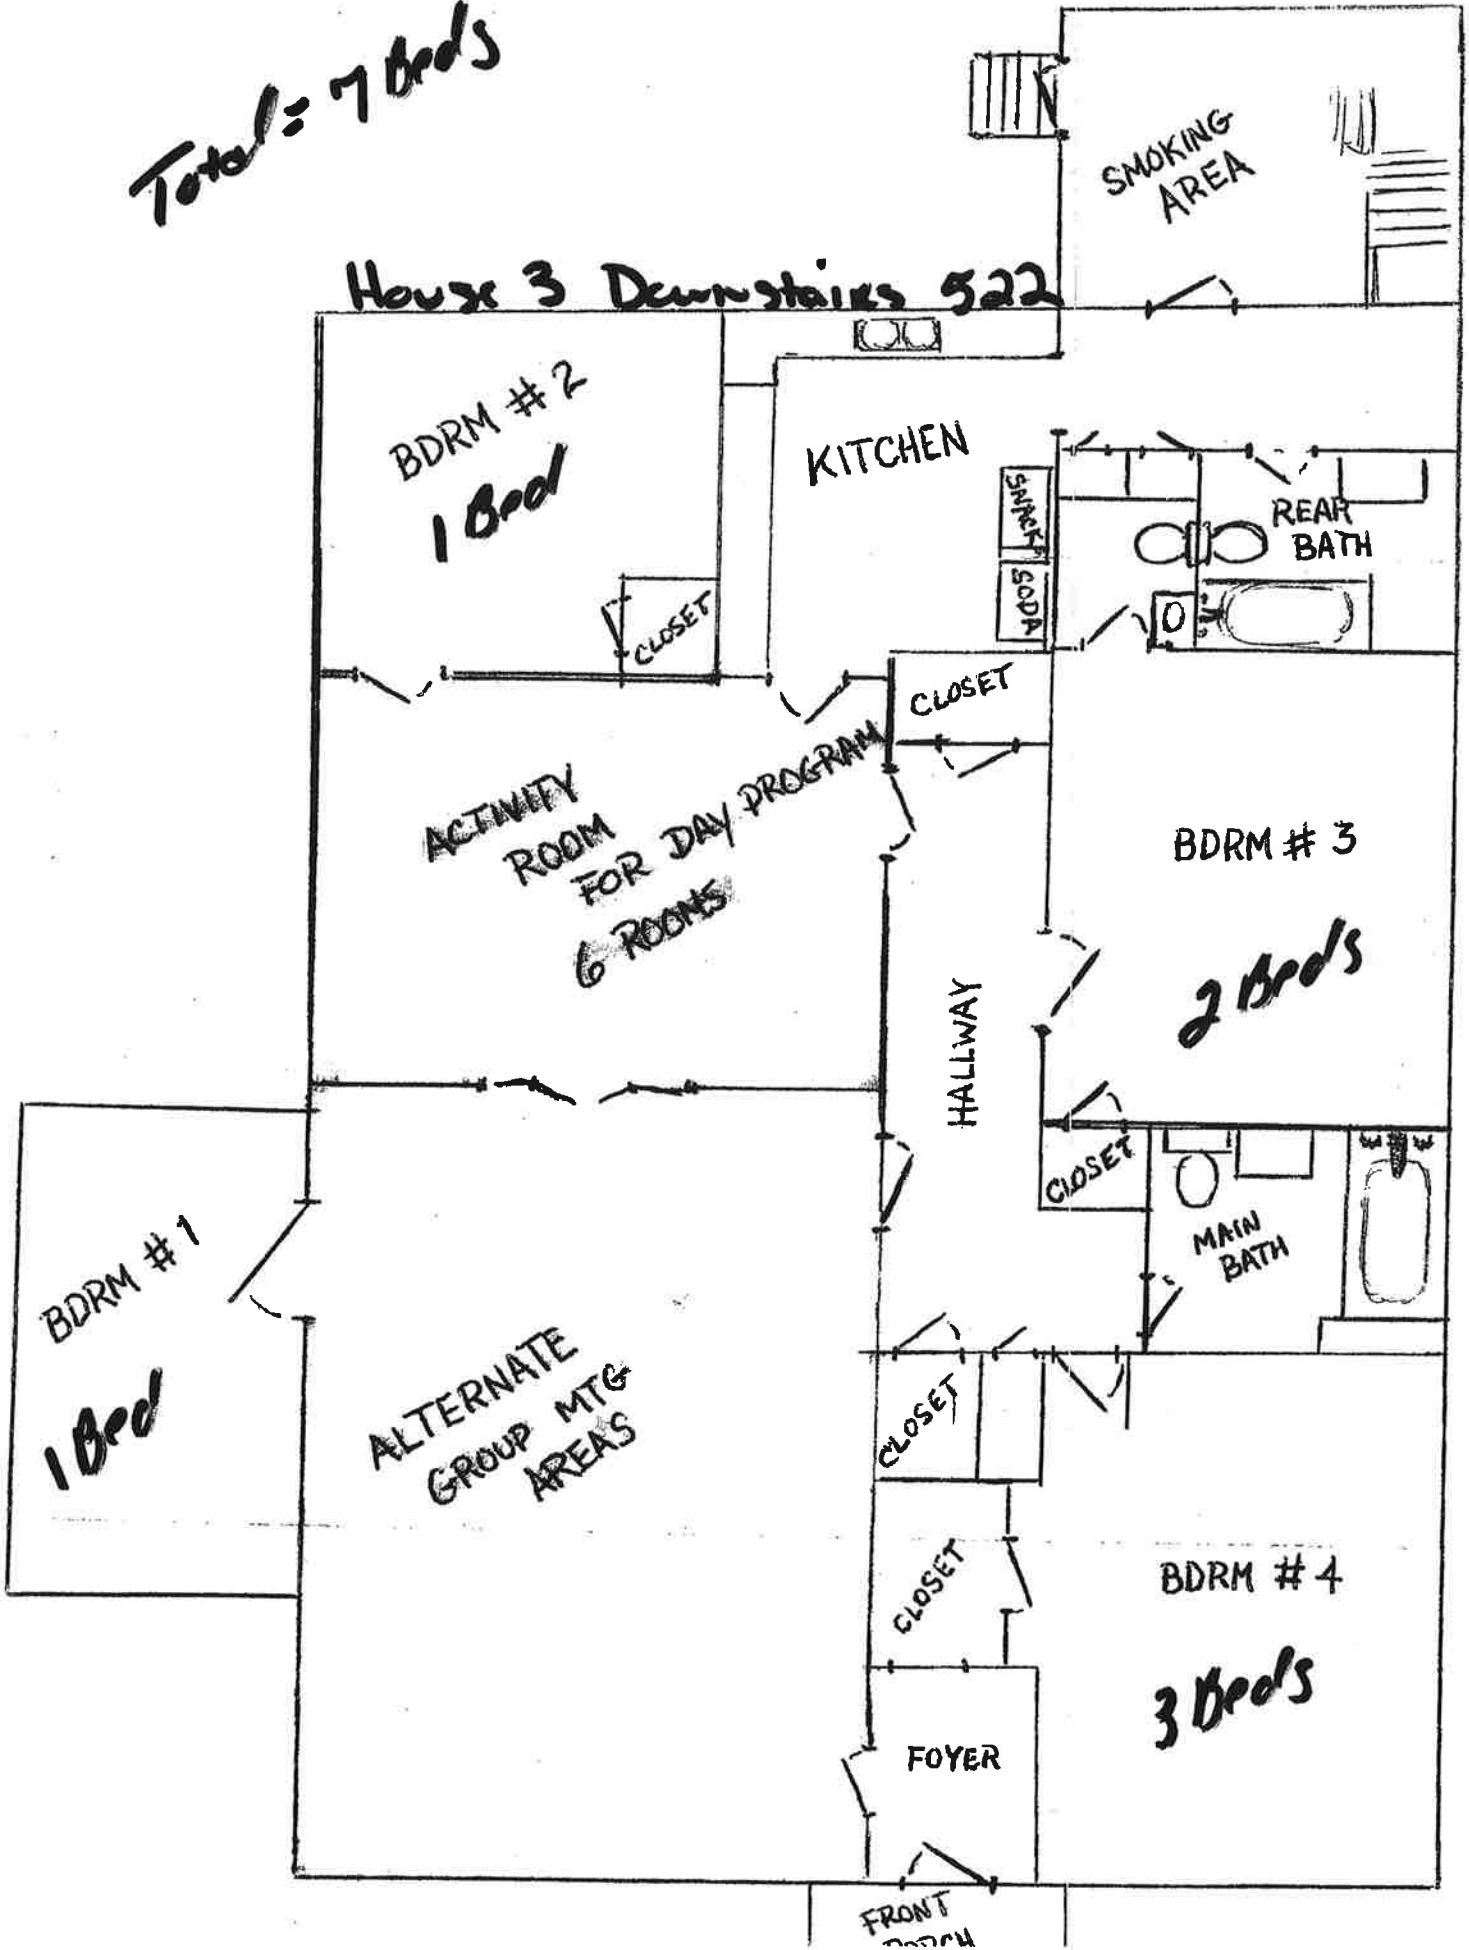 Total = 7 Beds
SMOKING
AREA
House 3 Downstairs 522
BDRM # 2
1 Bed
CLOSET
KITCHEN
SNACK
SODA
REAR
BATH
CLOSET
ACTIVITY
ROOM
FOR DAY PROGRAM
6 ROOMS
BDRM # 3
2 Beds
HALLWAY
CLOSET
MAIN
BATH
BDRM # 1
1 Bed
ALTERNATE
GROUP MTG
AREAS
CLOSET
CLOSET
BDRM # 4
3 Beds
FOYER
FRONT
PORCH